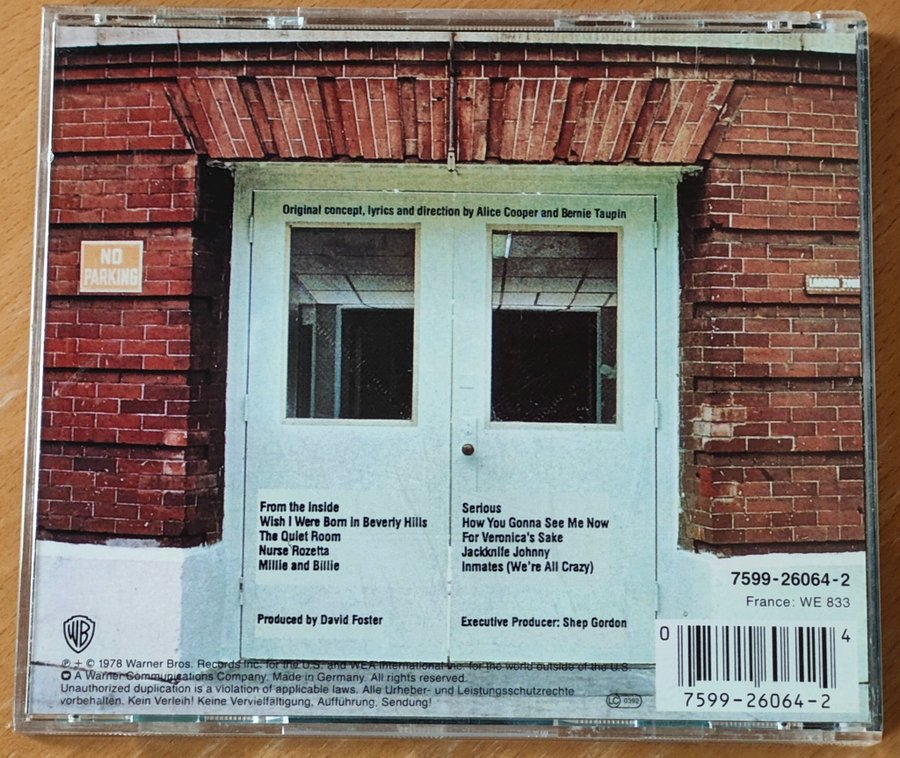 Original concept, lyrics and direction by Alice Cooper and Bernie Taupin
NO
PARKING
From the Inside
Wish I Were Born in Beverly Hills
The Quiet Room
Nurse Rozetta
Millie and Billie
Serious
How You Gonna See Me Now
For Veronica's Sake
Jackknife Johnny
Inmates (We're All Crazy)
Produced by David Foster
Executive Producer: Shep Gordon
7599-26064-2
France: WE 833
0 4
7599-26064-2
WB
℗ + © 1978 Warner Bros. Records Inc. for the U.S. and WEA International Inc. for the world outside of the U.S.
A Warner Communications Company. Made in Germany. All rights reserved.
Unauthorized duplication is a violation of applicable laws. Alle Urheber- und Leistungsschutzrechte
vorbehalten. Kein Verleih! Keine Vervielfältigung, Aufführung, Sendung!
LC 0392